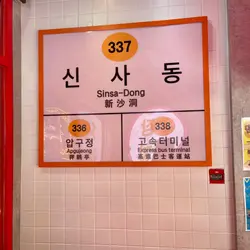 337
신사동
Sinsa-Dong
新沙洞
336
압구정
Apgujeong
狎鷗亭
338
고속터미널
Express bus terminal
高速巴士客運站